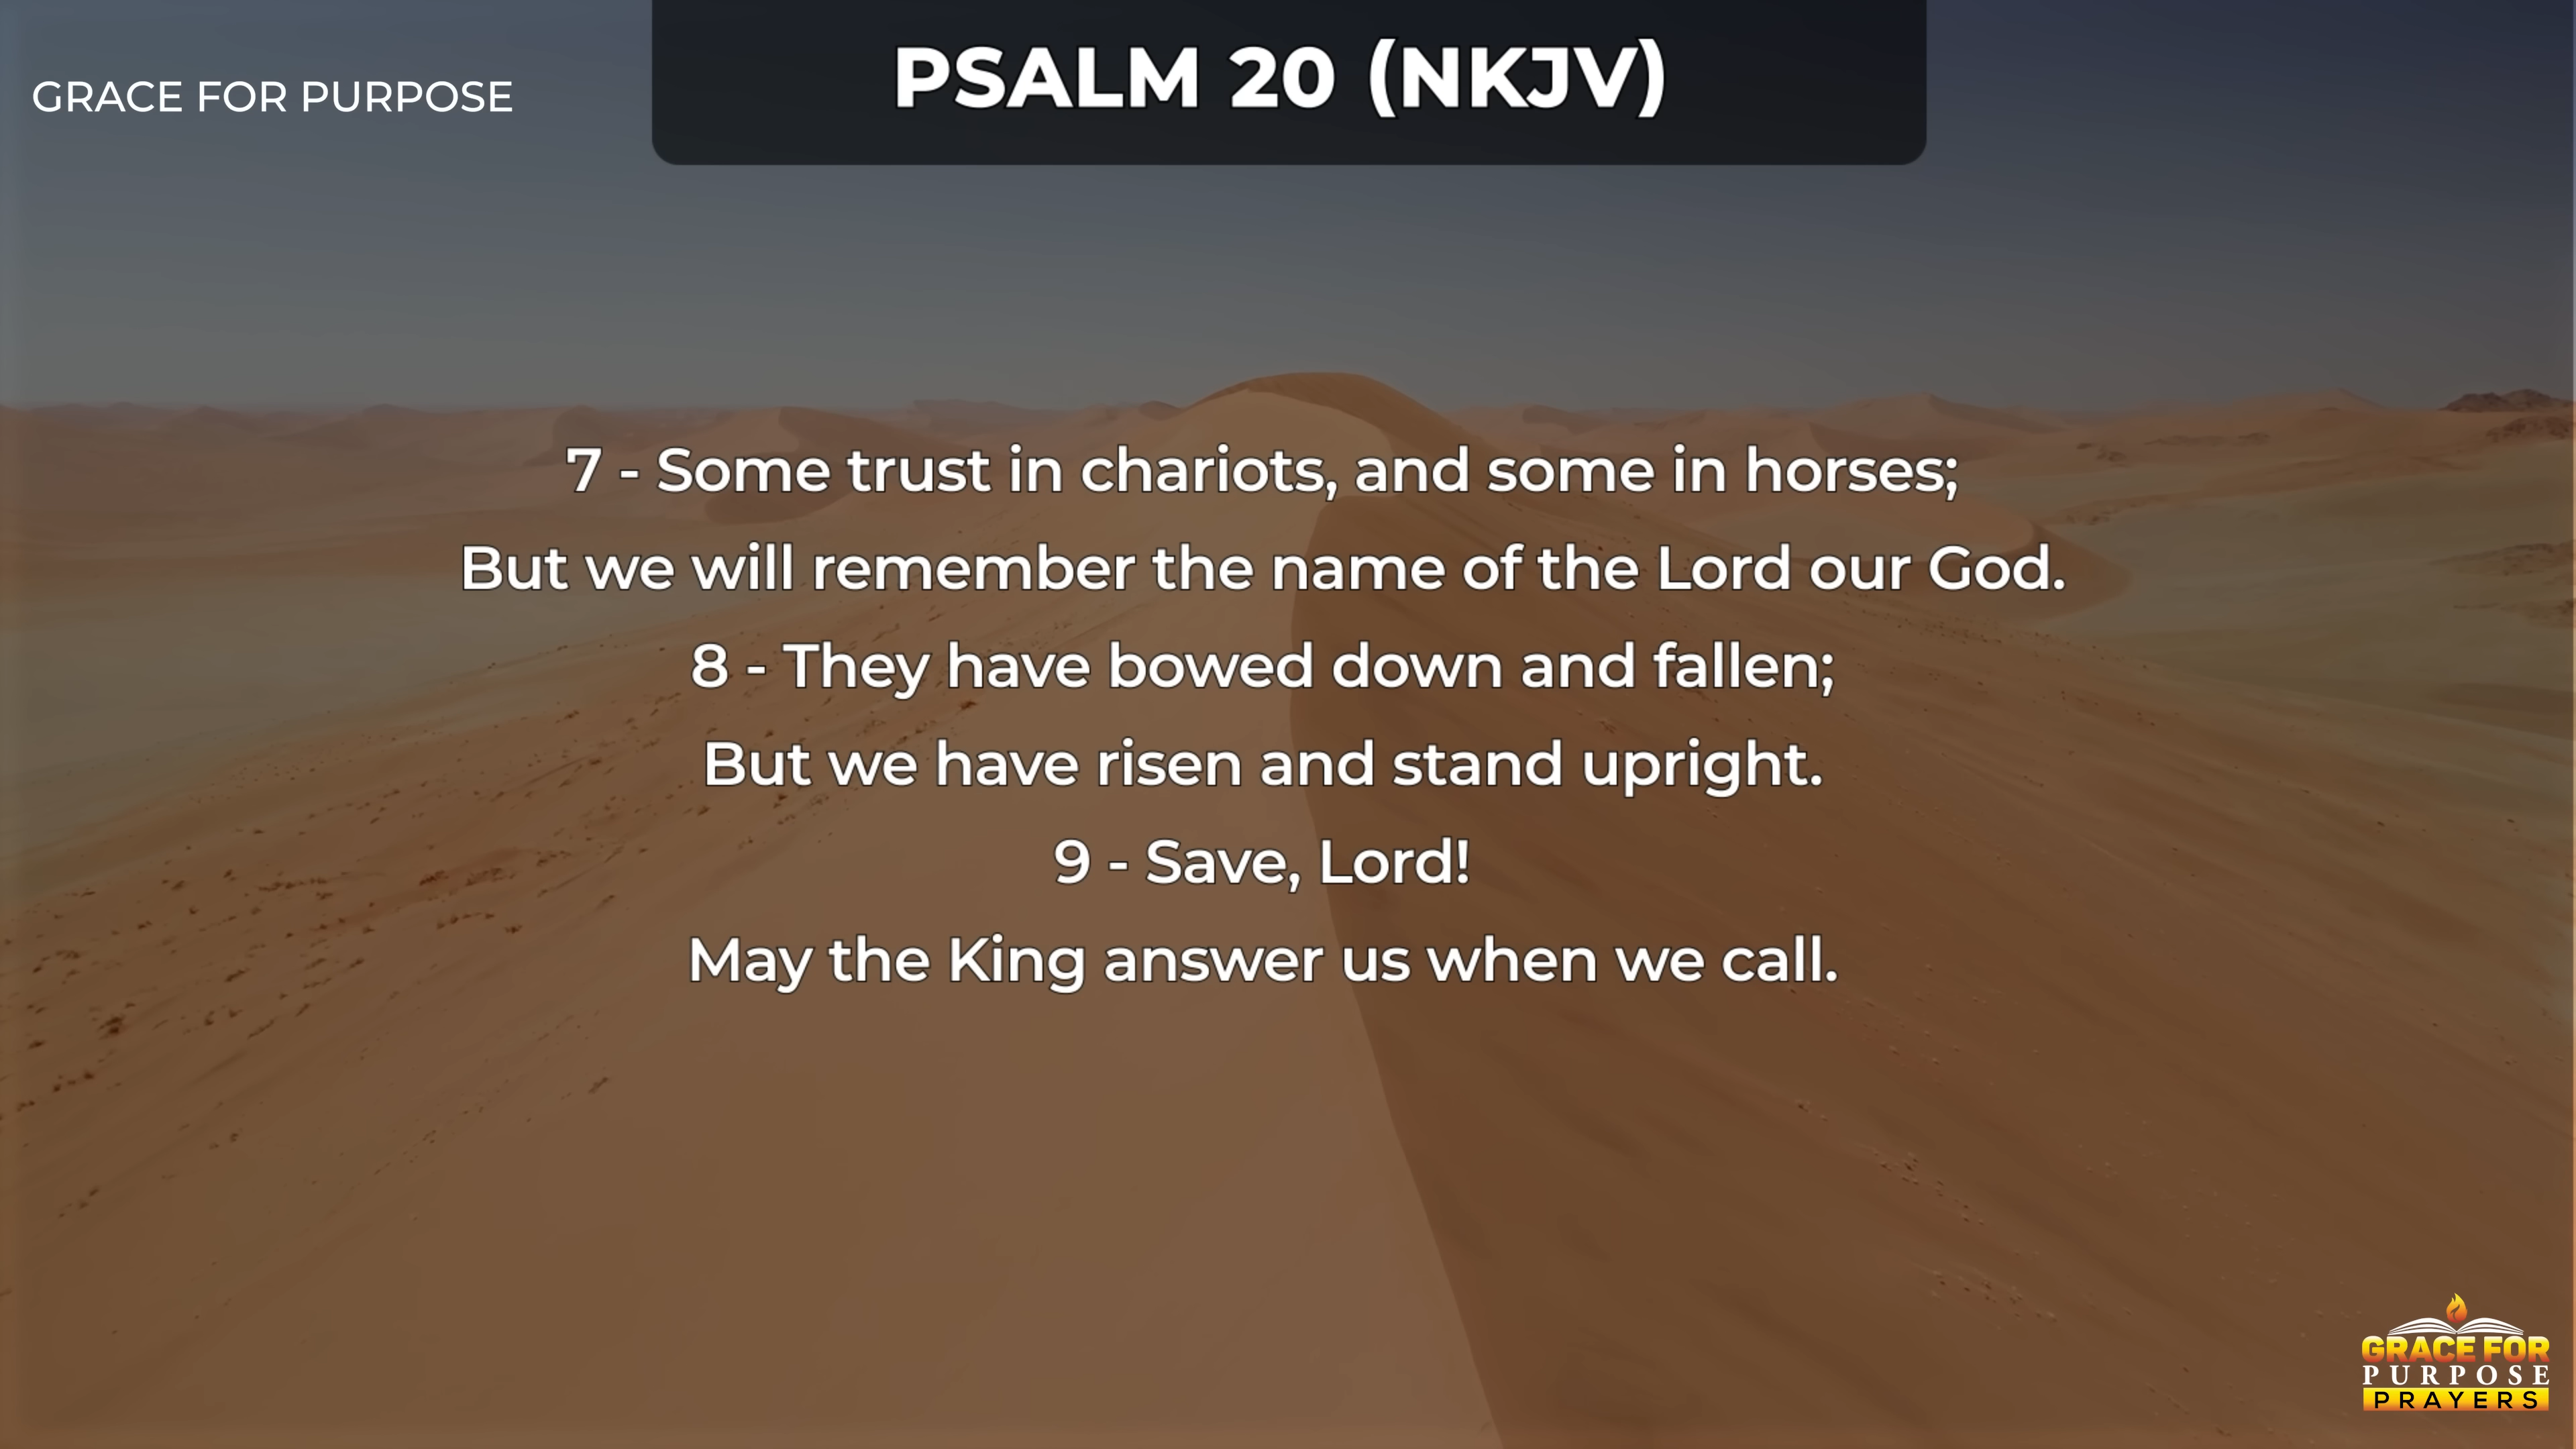 GRACE FOR PURPOSE
PSALM 20 (NKJV)
7 - Some trust in chariots, and some in horses;
But we will remember the name of the Lord our God.
8 - They have bowed down and fallen;
But we have risen and stand upright.
9 - Save, Lord!
May the King answer us when we call.
GRACE FOR
PURPOSE
PRAYERS